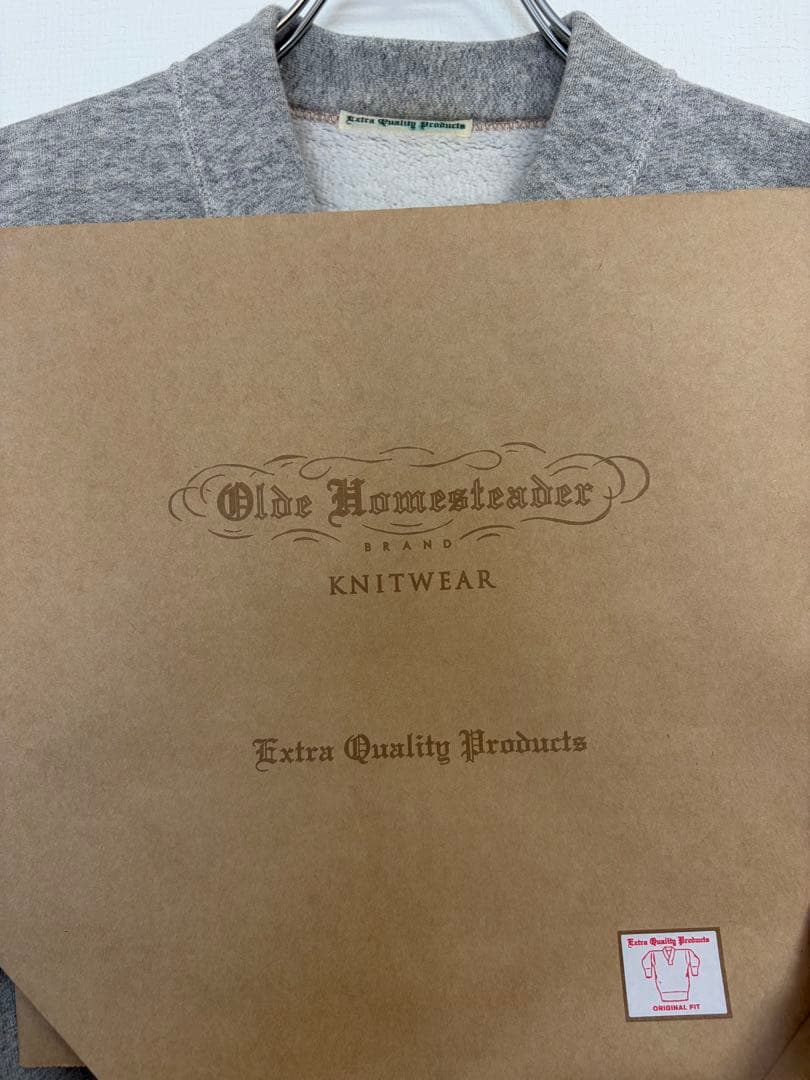 Extra Quality Products
Olde Homesteader
BRAND
KNITWEAR
Extra Quality Products
Extra Quality Products
ORIGINAL FIT